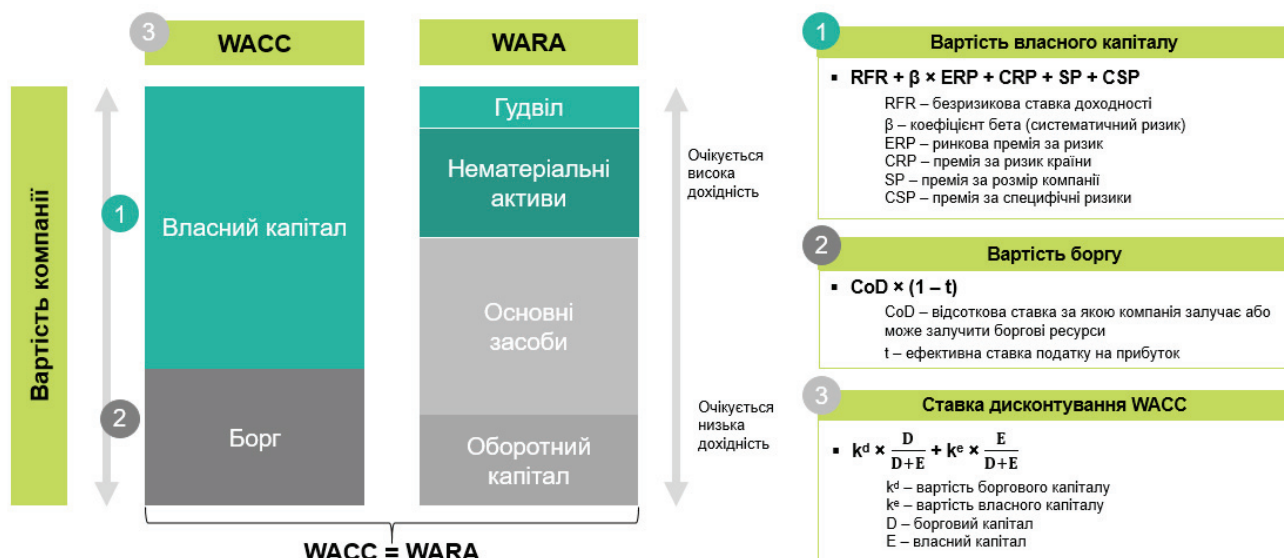 3
WACC
WARA
Вартість компанії
1
Власний капітал
2
Борг
Гудвіл
Нематеріальні
активи
Основні
засоби
Оборотний
капітал
Очікується
висока
дохідність
Очікується
низька
дохідність
WACC = WARA
1
Вартість власного капіталу
▪ RFR + β × ERP + CRP + SP + CSP
RFR – безризикова ставка доходності
β – коефіцієнт бета (систематичний ризик)
ERP – ринкова премія за ризик
CRP – премія за ризик країни
SP – премія за розмір компанії
CSP – премія за специфічні ризики
2
Вартість боргу
▪ CoD × (1 – t)
CoD – відсоткова ставка за якою компанія залучає або
може залучити боргові ресурси
t – ефективна ставка податку на прибуток
3
Ставка дисконтування WACC
▪ kᵈ × D/(D+E) + kᵉ × E/(D+E)
kᵈ – вартість боргового капіталу
kᵉ – вартість власного капіталу
D – борговий капітал
E – власний капітал